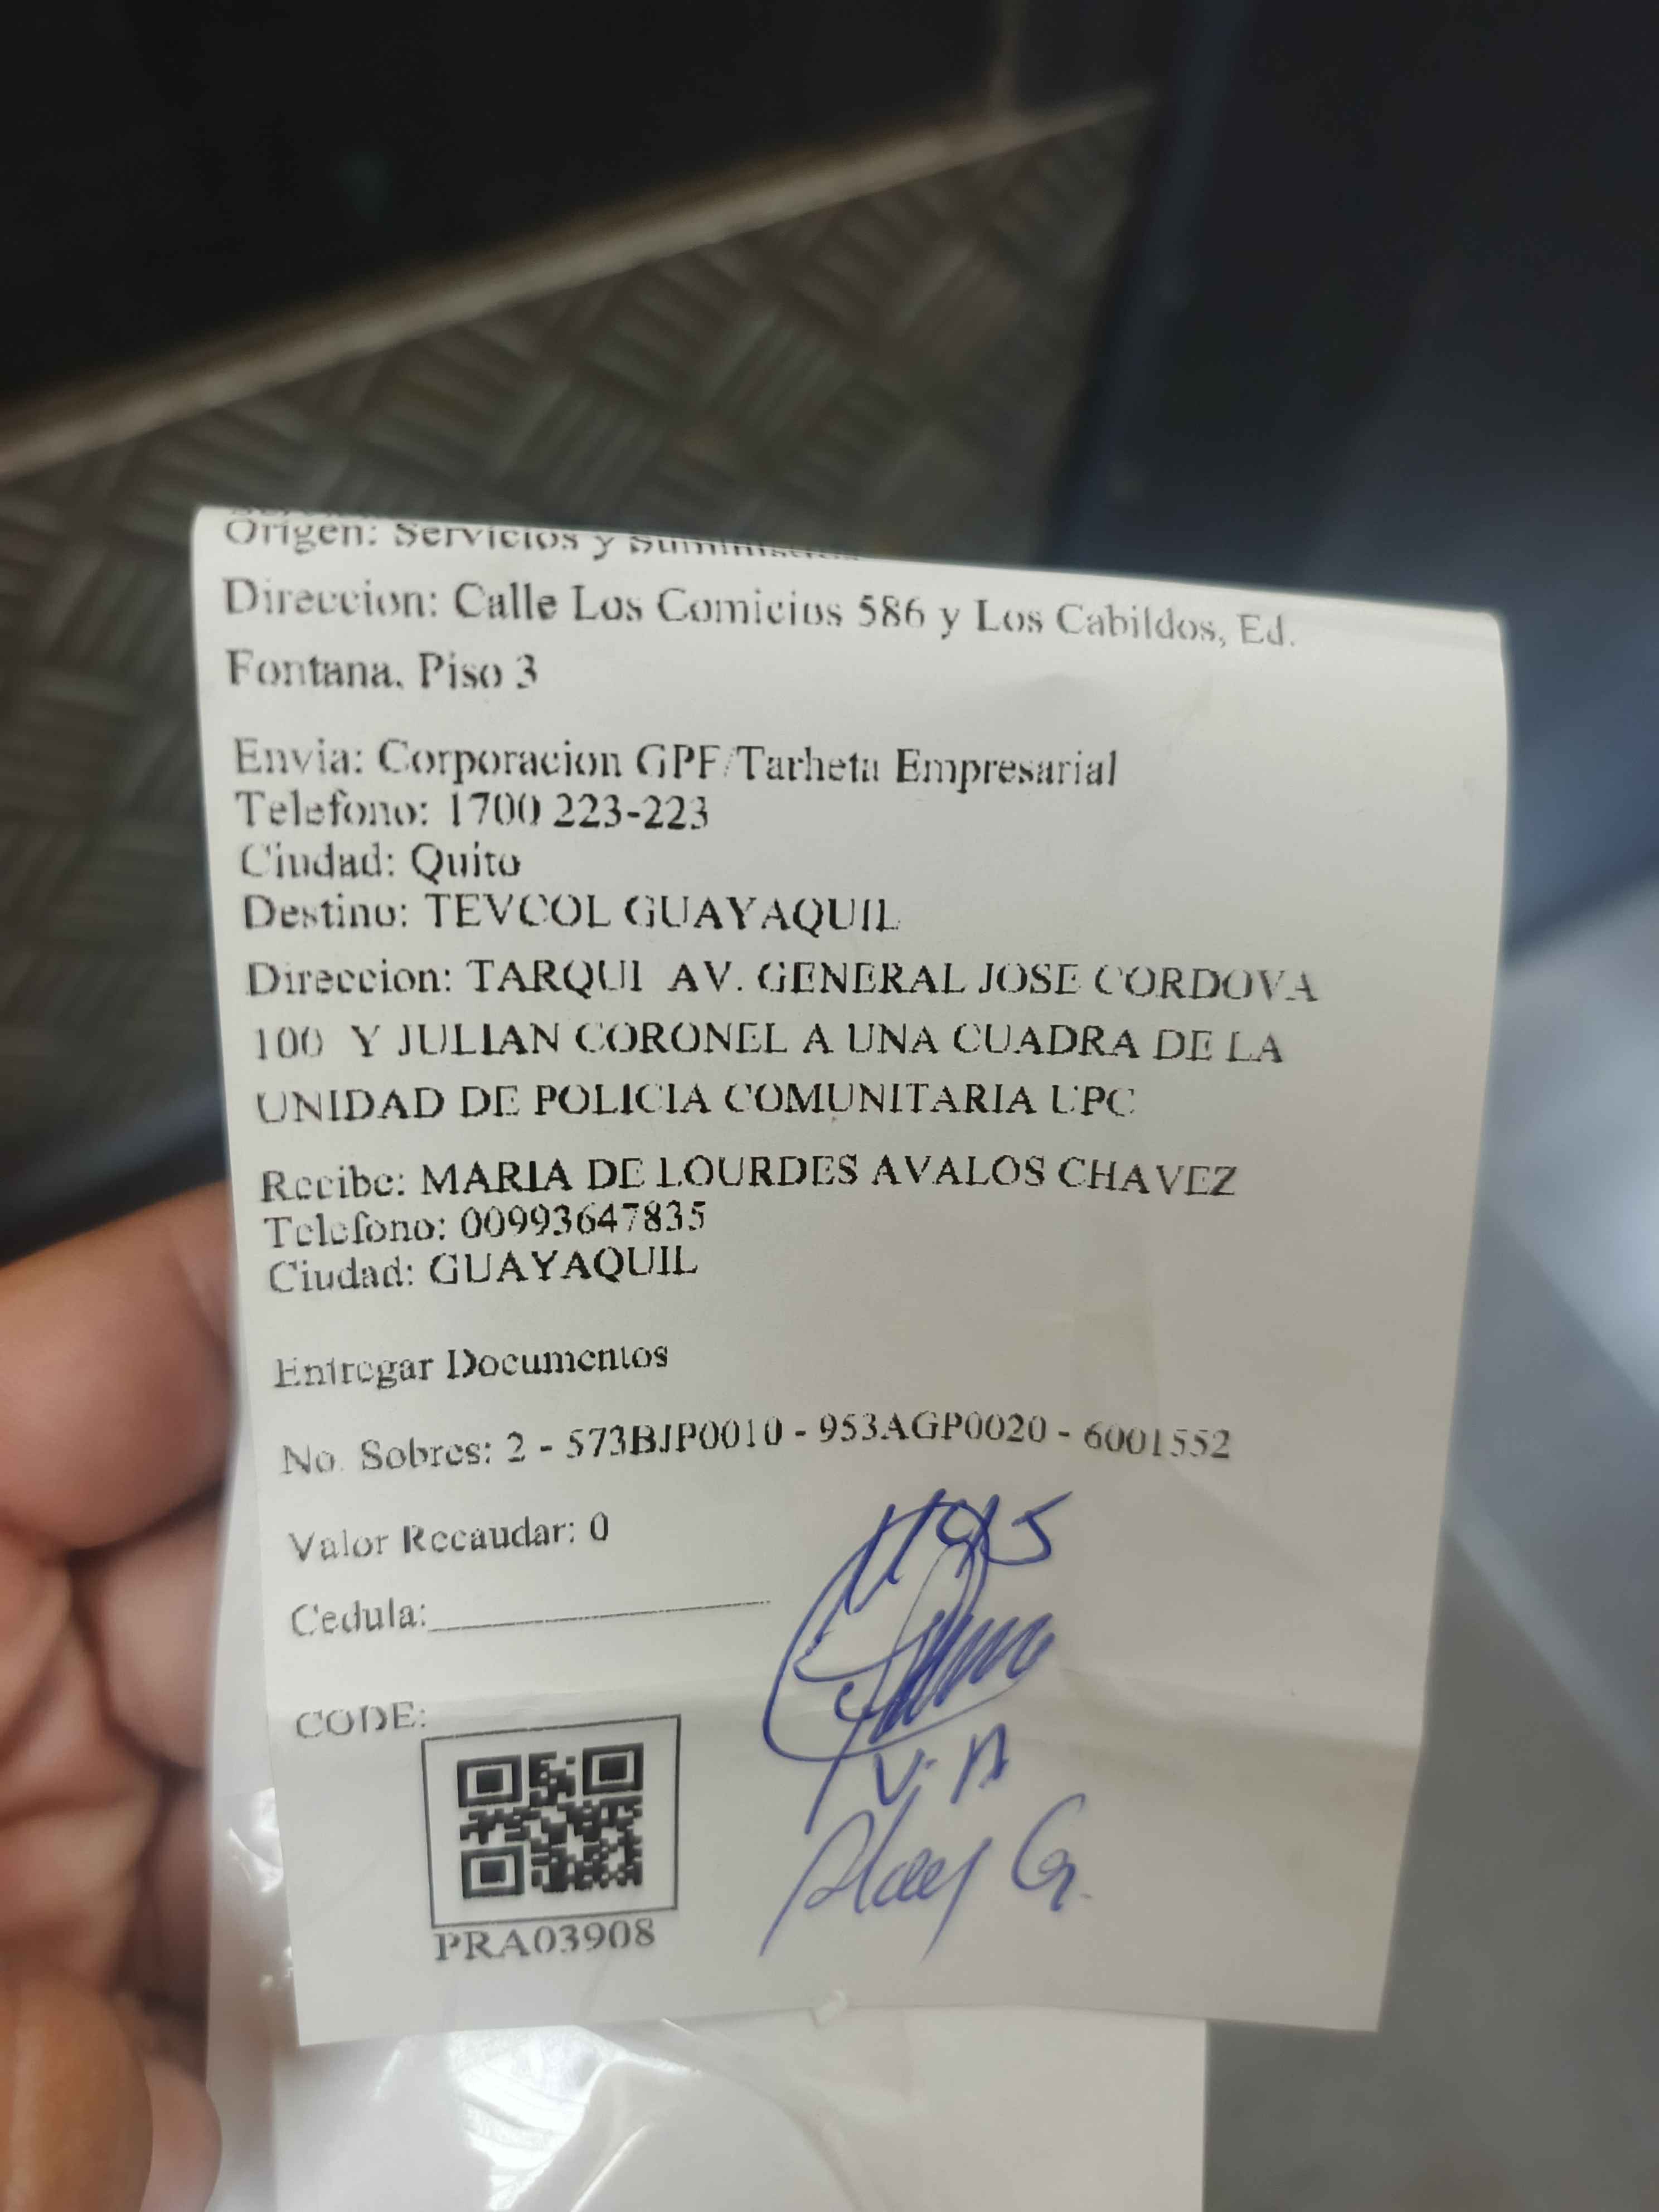 Origen: Servicios y Suministros
Direccion: Calle Los Comicios 586 y Los Cabildos, Ed.
Fontana. Piso 3
Envia: Corporacion GPF/Tarheta Empresarial
Telefono: 1700 223-223
Ciudad: Quito
Destino: TEVCOL GUAYAQUIL
Direccion: TARQUI AV. GENERAL JOSE CORDOVA
100 Y JULIAN CORONEL A UNA CUADRA DE LA
UNIDAD DE POLICIA COMUNITARIA UPC
Recibe: MARIA DE LOURDES AVALOS CHAVEZ
Telefono: 00993647835
Ciudad: GUAYAQUIL
Entregar Documentos
No. Sobres: 2 - 573BJP0010 - 953AGP0020 - 6001552
Valor Recaudar: 0
Cedula:
CODE:
V. A
G.
PRA03908